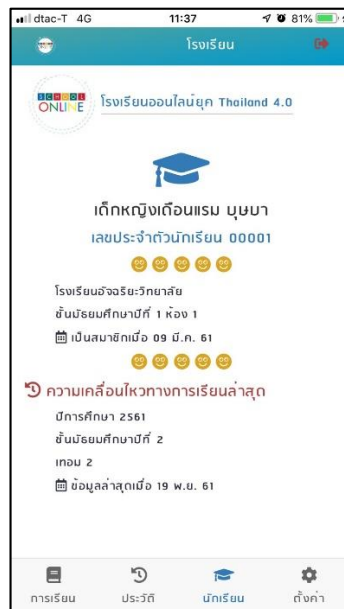 dtac-T 4G 11:37 81%
โรงเรียน
SCHOOL
ONLINE
โรงเรียนออนไลน์ยุค Thailand 4.0
เด็กหญิงเดือนแรม บุษบา
เลขประจำตัวนักเรียน 00001
โรงเรียนอัจฉริยะวิทยาลัย
ชั้นมัธยมศึกษาปีที่ 1 ห้อง 1
เป็นสมาชิกเมื่อ 09 มี.ค. 61
ความเคลื่อนไหวทางการเรียนล่าสุด
ปีการศึกษา 2561
ชั้นมัธยมศึกษาปีที่ 2
เทอม 2
ข้อมูลล่าสุดเมื่อ 19 พ.ย. 61
การเรียน ประวัติ นักเรียน ตั้งค่า